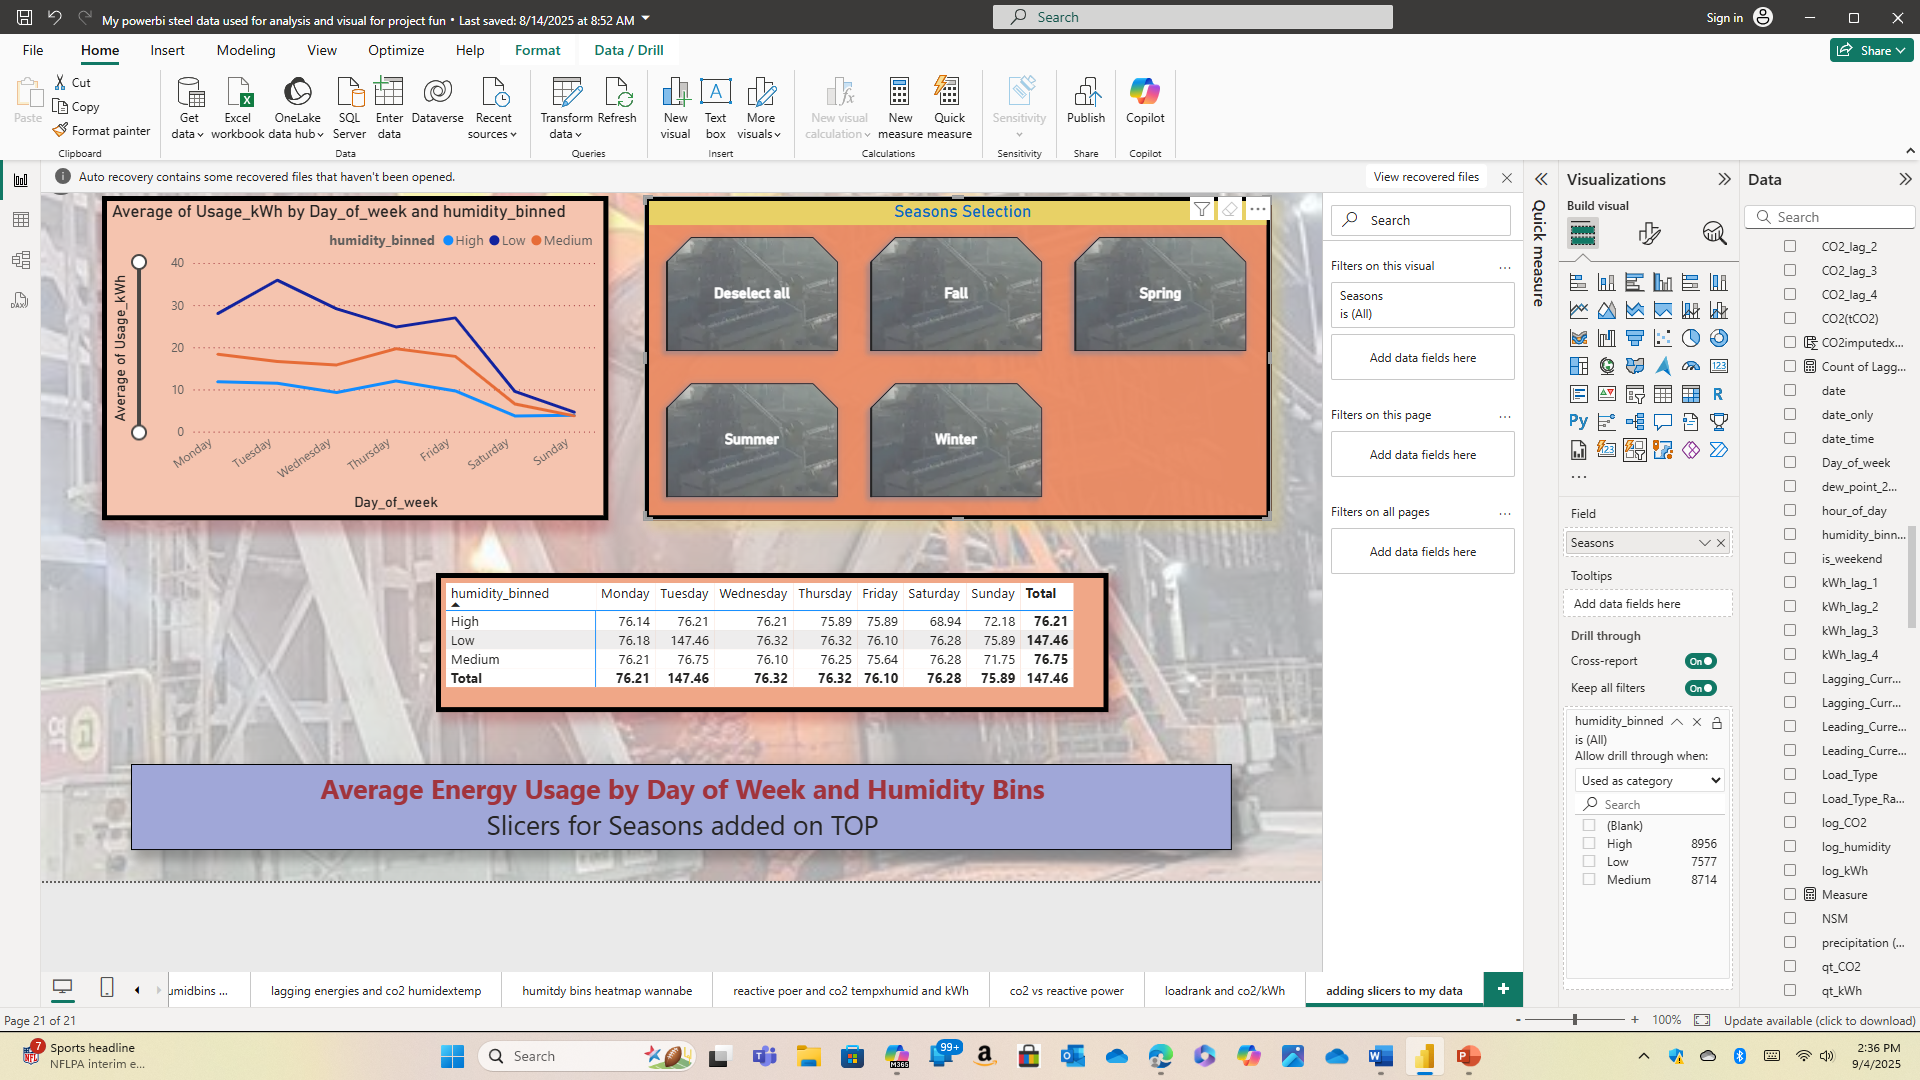 My powerbi steel data used for analysis and visual for project fun • Last saved: 8/14/2025 at 8:52 AM
Search
Sign in
File
Home
Insert
Modeling
View
Optimize
Help
Format
Data / Drill
Share
Paste
Cut
Copy
Format painter
Clipboard
Get data
Excel workbook
OneLake data hub
SQL Server
Enter data
Dataverse
Recent sources
Data
Transform data
Refresh
Queries
New visual
Text box
More visuals
Insert
New visual calculation
New measure
Quick measure
Calculations
Sensitivity
Sensitivity
Publish
Share
Copilot
Copilot
Auto recovery contains some recovered files that haven't been opened.
View recovered files
Average of Usage_kWh by Day_of_week and humidity_binned
humidity_binned High Low Medium
Average of Usage_kWh
40
30
20
10
0
Monday
Tuesday
Wednesday
Thursday
Friday
Saturday
Sunday
Day_of_week
Seasons Selection
Deselect all
Fall
Spring
Summer
Winter
humidity_binned Monday Tuesday Wednesday Thursday Friday Saturday Sunday Total
High 76.14 76.21 76.21 75.89 75.89 68.94 72.18 76.21
Low 76.18 147.46 76.32 76.32 76.10 76.28 75.89 147.46
Medium 76.21 76.75 76.10 76.25 75.64 76.28 71.75 76.75
Total 76.21 147.46 76.32 76.32 76.10 76.28 75.89 147.46
Average Energy Usage by Day of Week and Humidity Bins
Slicers for Seasons added on TOP
Search
Filters on this visual
Seasons
is (All)
Add data fields here
Filters on this page
Add data fields here
Filters on all pages
Add data fields here
Quick measure
Visualizations
Build visual
Field
Seasons
Tooltips
Add data fields here
Drill through
Cross-report On
Keep all filters On
humidity_binned
is (All)
Allow drill through when:
Used as category
Search
(Blank)
High 8956
Low 7577
Medium 8714
Data
Search
CO2_lag_2
CO2_lag_3
CO2_lag_4
CO2(tCO2)
CO2imputedx...
Count of Lagg...
date
date_only
date_time
Day_of_week
dew_point_2...
hour_of_day
humidity_binn...
is_weekend
kWh_lag_1
kWh_lag_2
kWh_lag_3
kWh_lag_4
Lagging_Curr...
Lagging_Curr...
Leading_Curre...
Leading_Curre...
Load_Type
Load_Type_Ra...
log_CO2
log_humidity
log_kWh
Measure
NSM
precipitation (...
qt_CO2
qt_kWh
umidbins ...
lagging energies and co2 humidextemp
humitdy bins heatmap wannabe
reactive poer and co2 tempxhumid and kWh
co2 vs reactive power
loadrank and co2/kWh
adding slicers to my data
Page 21 of 21
- + 100%
Update available (click to download)
7
Sports headline
NFLPA interim e...
Search
M365
99+
2:36 PM
9/4/2025